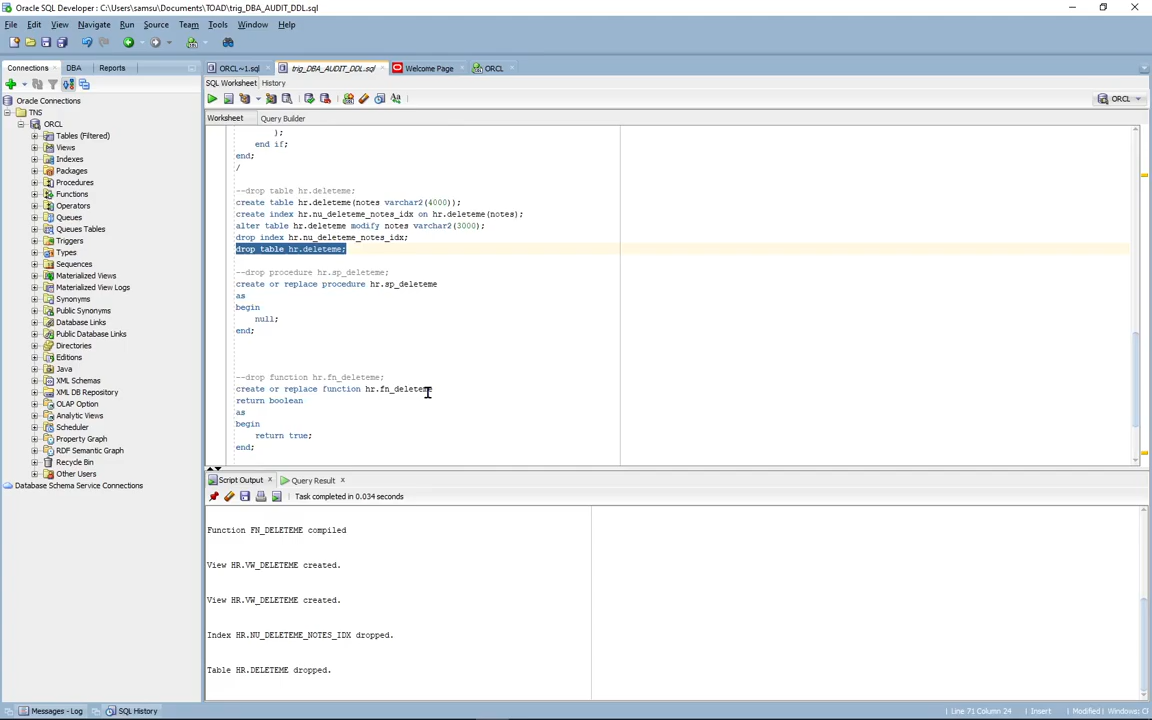 Oracle SQL Developer : C:\Users\samsu\Documents\TOAD\trig_DBA_AUDIT_DDL.sql
File Edit View Navigate Run Source Team Tools Window Help
Connections × DBA Reports
ORCL~1.sql trig_DBA_AUDIT_DDL.sql Welcome Page ORCL
SQL Worksheet History
ORCL
Worksheet Query Builder
Oracle Connections
TNS
ORCL
Tables (Filtered)
Views
Indexes
Packages
Procedures
Functions
Operators
Queues
Queues Tables
Triggers
Types
Sequences
Materialized Views
Materialized View Logs
Synonyms
Public Synonyms
Database Links
Public Database Links
Directories
Editions
Java
XML Schemas
XML DB Repository
OLAP Option
Analytic Views
Scheduler
Property Graph
RDF Semantic Graph
Recycle Bin
Other Users
Database Schema Service Connections
);
end if;
end;
/
--drop table hr.deleteme;
create table hr.deleteme(notes varchar2(4000));
create index hr.nu_deleteme_notes_idx on hr.deleteme(notes);
alter table hr.deleteme modify notes varchar2(3000);
drop index hr.nu_deleteme_notes_idx;
drop table hr.deleteme;
--drop procedure hr.sp_deleteme;
create or replace procedure hr.sp_deleteme
as
begin
null;
end;
--drop function hr.fn_deleteme;
create or replace function hr.fn_deleteme
return boolean
as
begin
return true;
end;
Script Output × Query Result ×
Task completed in 0.034 seconds
Function FN_DELETEME compiled
View HR.VW_DELETEME created.
View HR.VW_DELETEME created.
Index HR.NU_DELETEME_NOTES_IDX dropped.
Table HR.DELETEME dropped.
Messages - Log SQL History
Line 71 Column 24 Insert Modified Windows: Cl